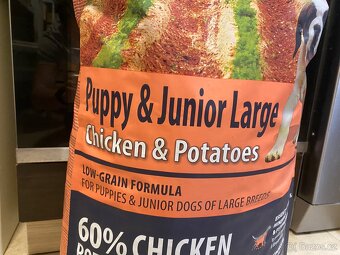 Puppy & Junior Large
Chicken & Potatoes
LOW-GRAIN FORMULA
FOR PUPPIES & JUNIOR DOGS OF LARGE BREEDS
60% CHICKEN